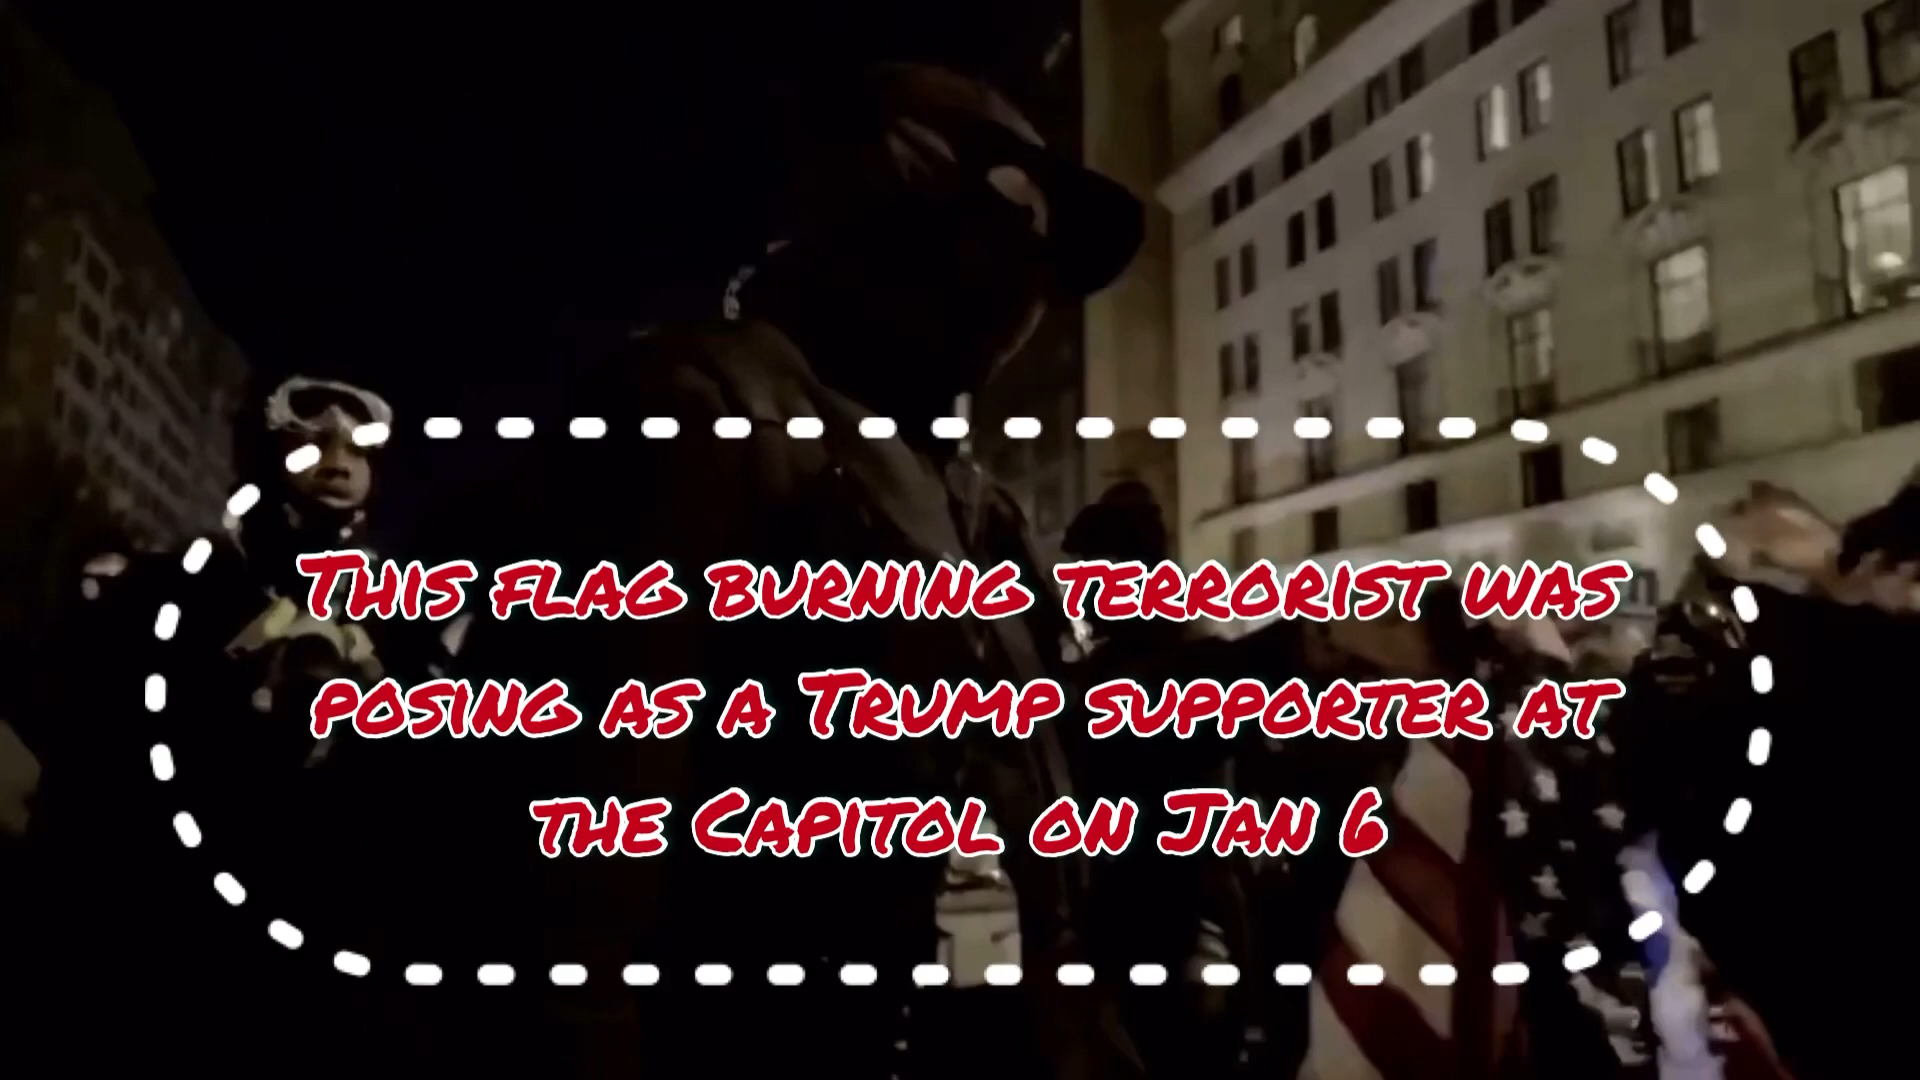 This flag burning terrorist was
posing as a Trump supporter at
the Capitol on Jan 6